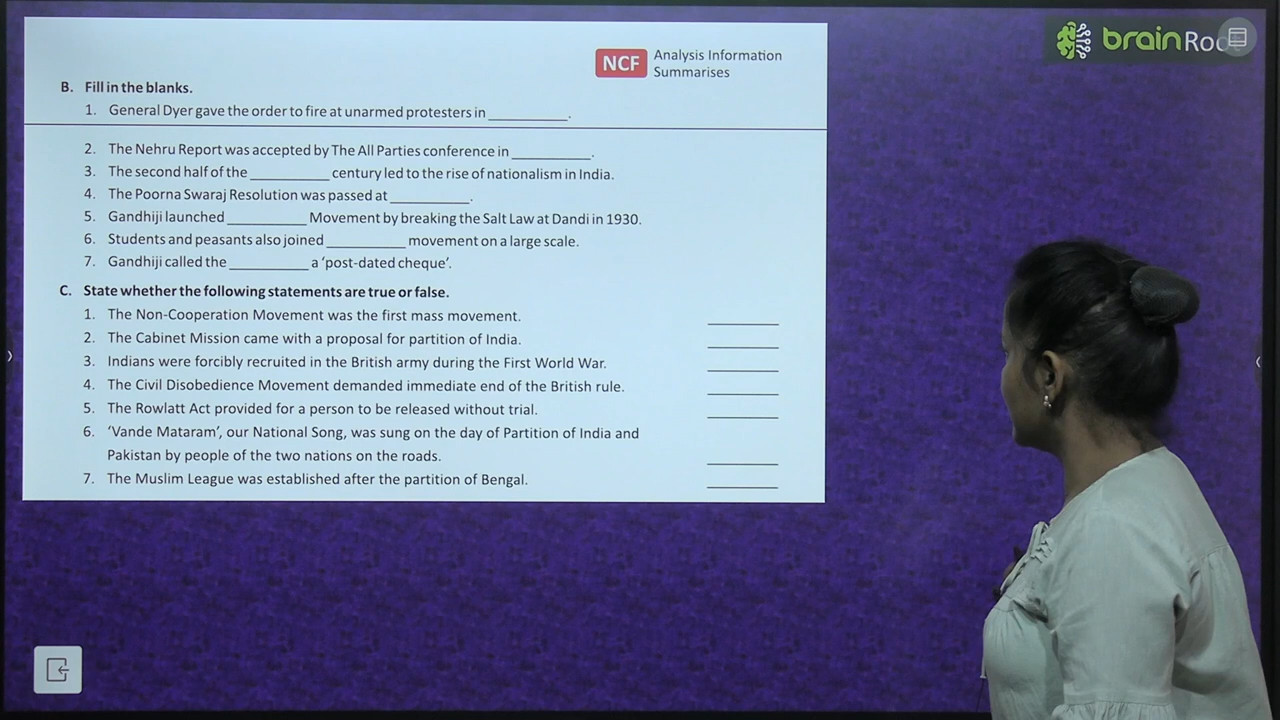 brainRoo
NCF
Analysis Information
Summarises
B. Fill in the blanks.
1. General Dyer gave the order to fire at unarmed protesters in __________.
2. The Nehru Report was accepted by The All Parties conference in __________.
3. The second half of the __________ century led to the rise of nationalism in India.
4. The Poorna Swaraj Resolution was passed at __________.
5. Gandhiji launched __________ Movement by breaking the Salt Law at Dandi in 1930.
6. Students and peasants also joined __________ movement on a large scale.
7. Gandhiji called the __________ a ‘post-dated cheque’.
C. State whether the following statements are true or false.
1. The Non-Cooperation Movement was the first mass movement. __________
2. The Cabinet Mission came with a proposal for partition of India. __________
3. Indians were forcibly recruited in the British army during the First World War. __________
4. The Civil Disobedience Movement demanded immediate end of the British rule. __________
5. The Rowlatt Act provided for a person to be released without trial. __________
6. ‘Vande Mataram’, our National Song, was sung on the day of Partition of India and
Pakistan by people of the two nations on the roads. __________
7. The Muslim League was established after the partition of Bengal. __________